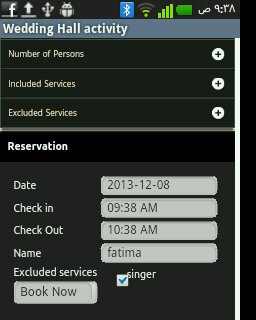 ٩:٣٨ ص
Wedding Hall activity
Number of Persons
Included Services
Excluded Services
Reservation
Date 2013-12-08
Check in 09:38 AM
Check Out 10:38 AM
Name fatima
Excluded services singer
Book Now